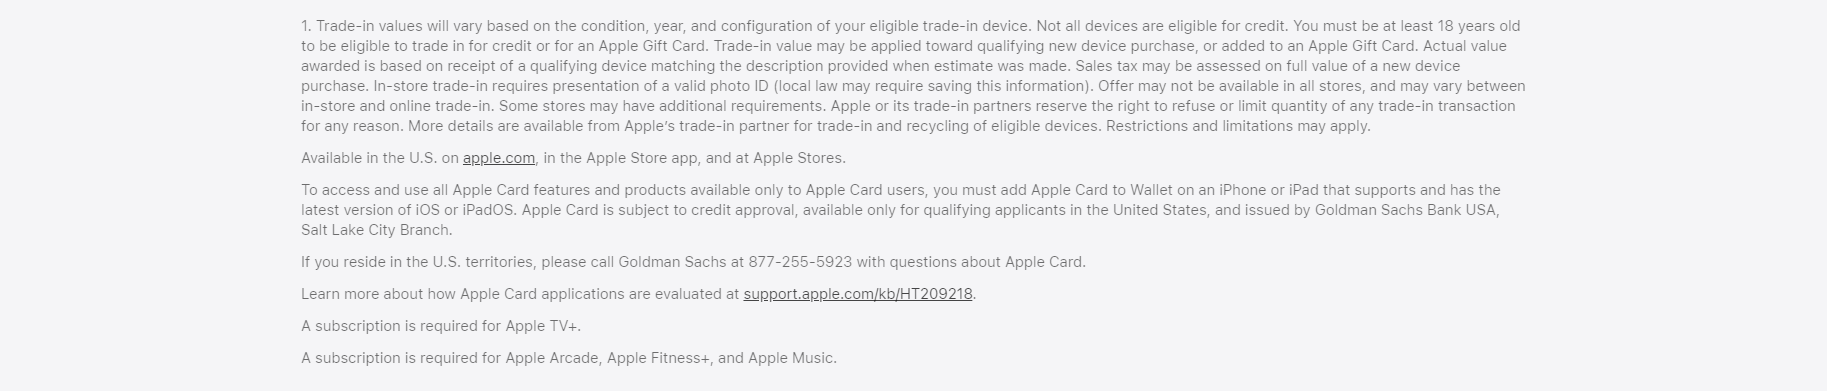 1. Trade-in values will vary based on the condition, year, and configuration of your eligible trade-in device. Not all devices are eligible for credit. You must be at least 18 years old
to be eligible to trade in for credit or for an Apple Gift Card. Trade-in value may be applied toward qualifying new device purchase, or added to an Apple Gift Card. Actual value
awarded is based on receipt of a qualifying device matching the description provided when estimate was made. Sales tax may be assessed on full value of a new device
purchase. In-store trade-in requires presentation of a valid photo ID (local law may require saving this information). Offer may not be available in all stores, and may vary between
in-store and online trade-in. Some stores may have additional requirements. Apple or its trade-in partners reserve the right to refuse or limit quantity of any trade-in transaction
for any reason. More details are available from Apple's trade-in partner for trade-in and recycling of eligible devices. Restrictions and limitations may apply.
Available in the U.S. on apple.com, in the Apple Store app, and at Apple Stores.
To access and use all Apple Card features and products available only to Apple Card users, you must add Apple Card to Wallet on an iPhone or iPad that supports and has the
latest version of iOS or iPadOS. Apple Card is subject to credit approval, available only for qualifying applicants in the United States, and issued by Goldman Sachs Bank USA,
Salt Lake City Branch.
If you reside in the U.S. territories, please call Goldman Sachs at 877-255-5923 with questions about Apple Card.
Learn more about how Apple Card applications are evaluated at support.apple.com/kb/HT209218.
A subscription is required for Apple TV+.
A subscription is required for Apple Arcade, Apple Fitness+, and Apple Music.